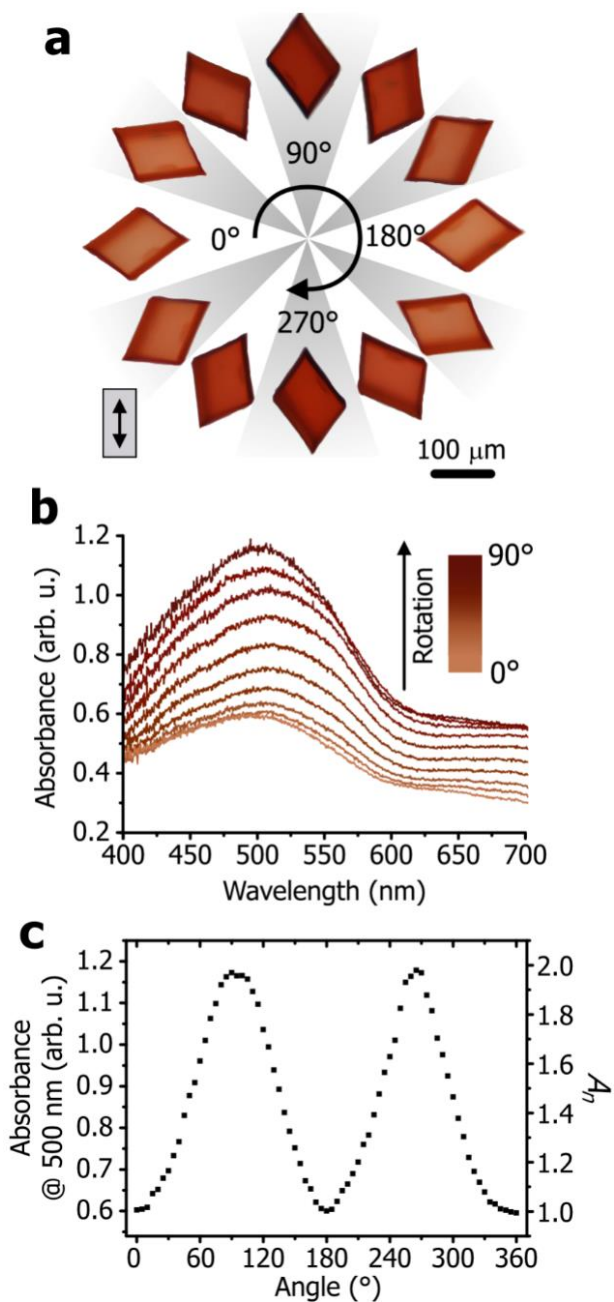 a
90°
0°
180°
270°
100 μm
b
1.2
1.0
0.8
0.6
0.4
0.2
Absorbance (arb. u.)
Rotation
90°
0°
400 450 500 550 600 650 700
Wavelength (nm)
c
1.2
1.1
1.0
0.9
0.8
0.7
0.6
Absorbance
@ 500 nm (arb. u.)
2.0
1.8
1.6
1.4
1.2
1.0
Aη
0 60 120 180 240 300 360
Angle (°)